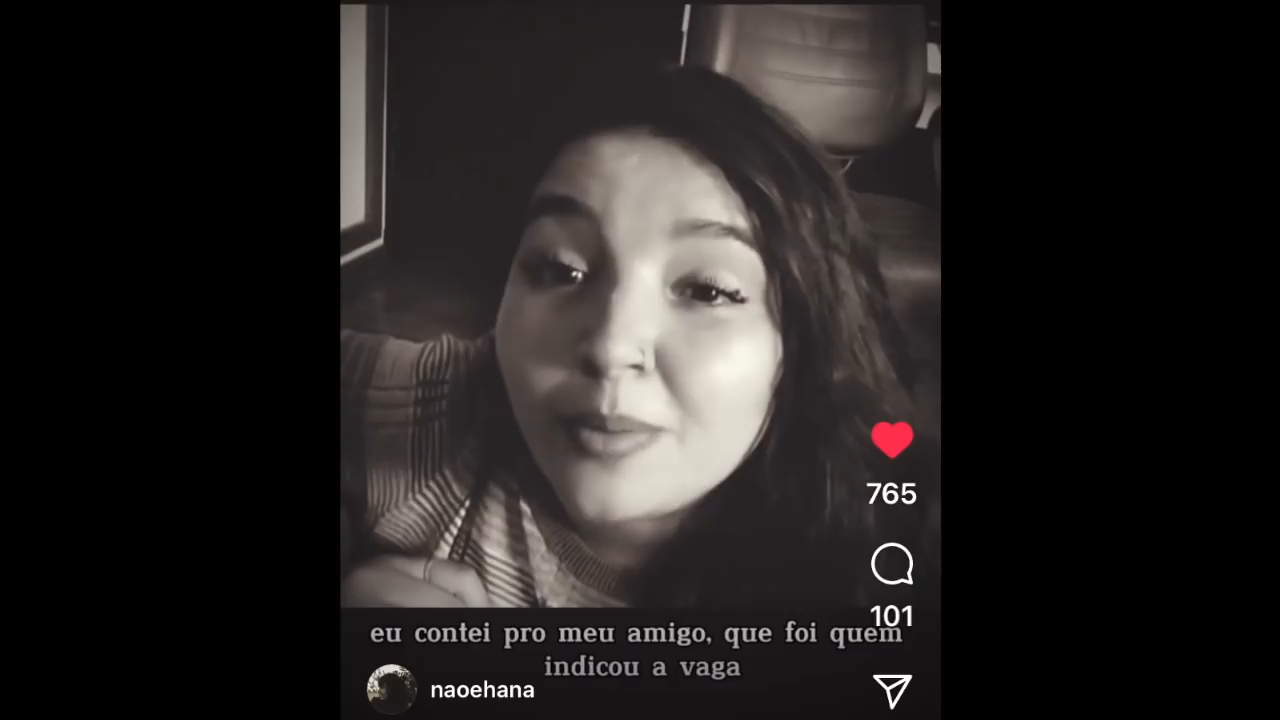 765
101
eu contei pro meu amigo, que foi quem
indicou a vaga
naoehana